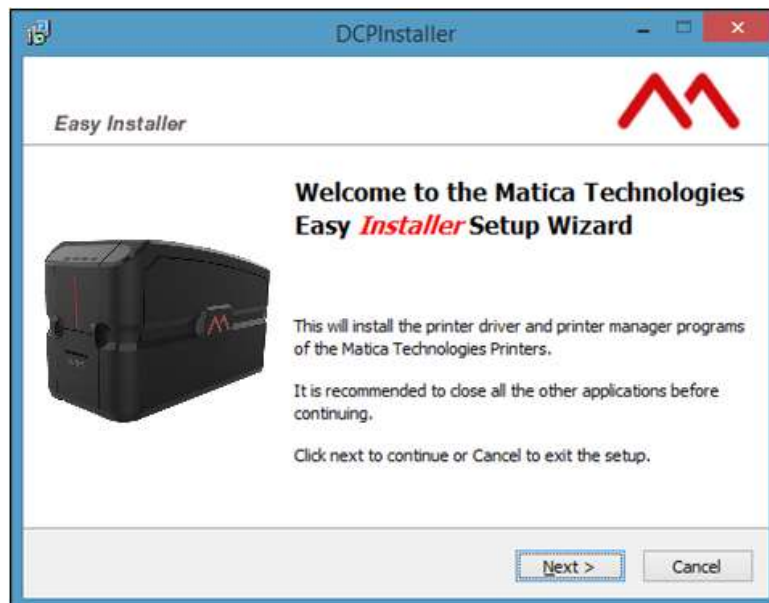 DCPInstaller
Easy Installer
Welcome to the Matica Technologies
Easy Installer Setup Wizard
This will install the printer driver and printer manager programs
of the Matica Technologies Printers.
It is recommended to close all the other applications before
continuing.
Click next to continue or Cancel to exit the setup.
Next >
Cancel